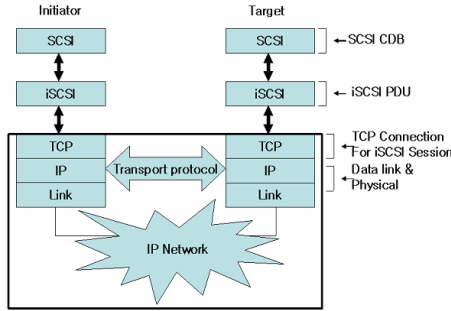 Initiator
Target
SCSI
SCSI
SCSI CDB
iSCSI
iSCSI
iSCSI PDU
TCP
TCP
TCP Connection
For iSCSI Session
IP
Transport protocol
IP
Data link &
Physical
Link
Link
IP Network